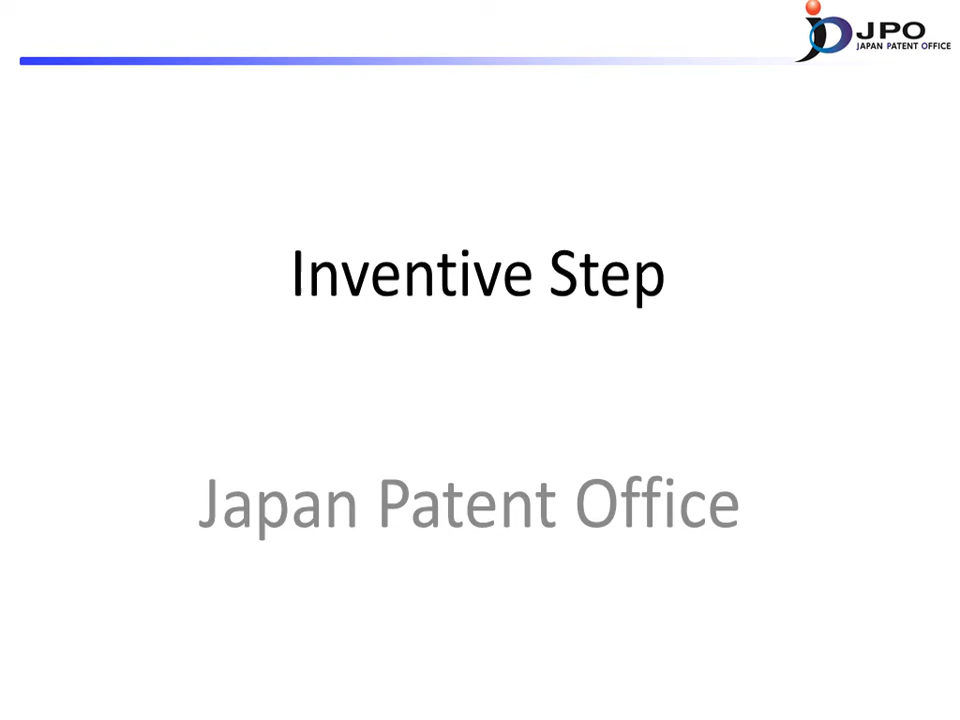 JPO
JAPAN PATENT OFFICE
Inventive Step
Japan Patent Office